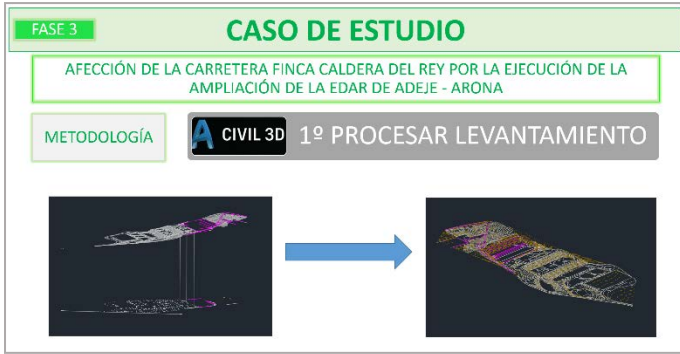 FASE 3
CASO DE ESTUDIO
AFECCIÓN DE LA CARRETERA FINCA CALDERA DEL REY POR LA EJECUCIÓN DE LA
AMPLIACIÓN DE LA EDAR DE ADEJE - ARONA
METODOLOGÍA
CIVIL 3D 1º PROCESAR LEVANTAMIENTO